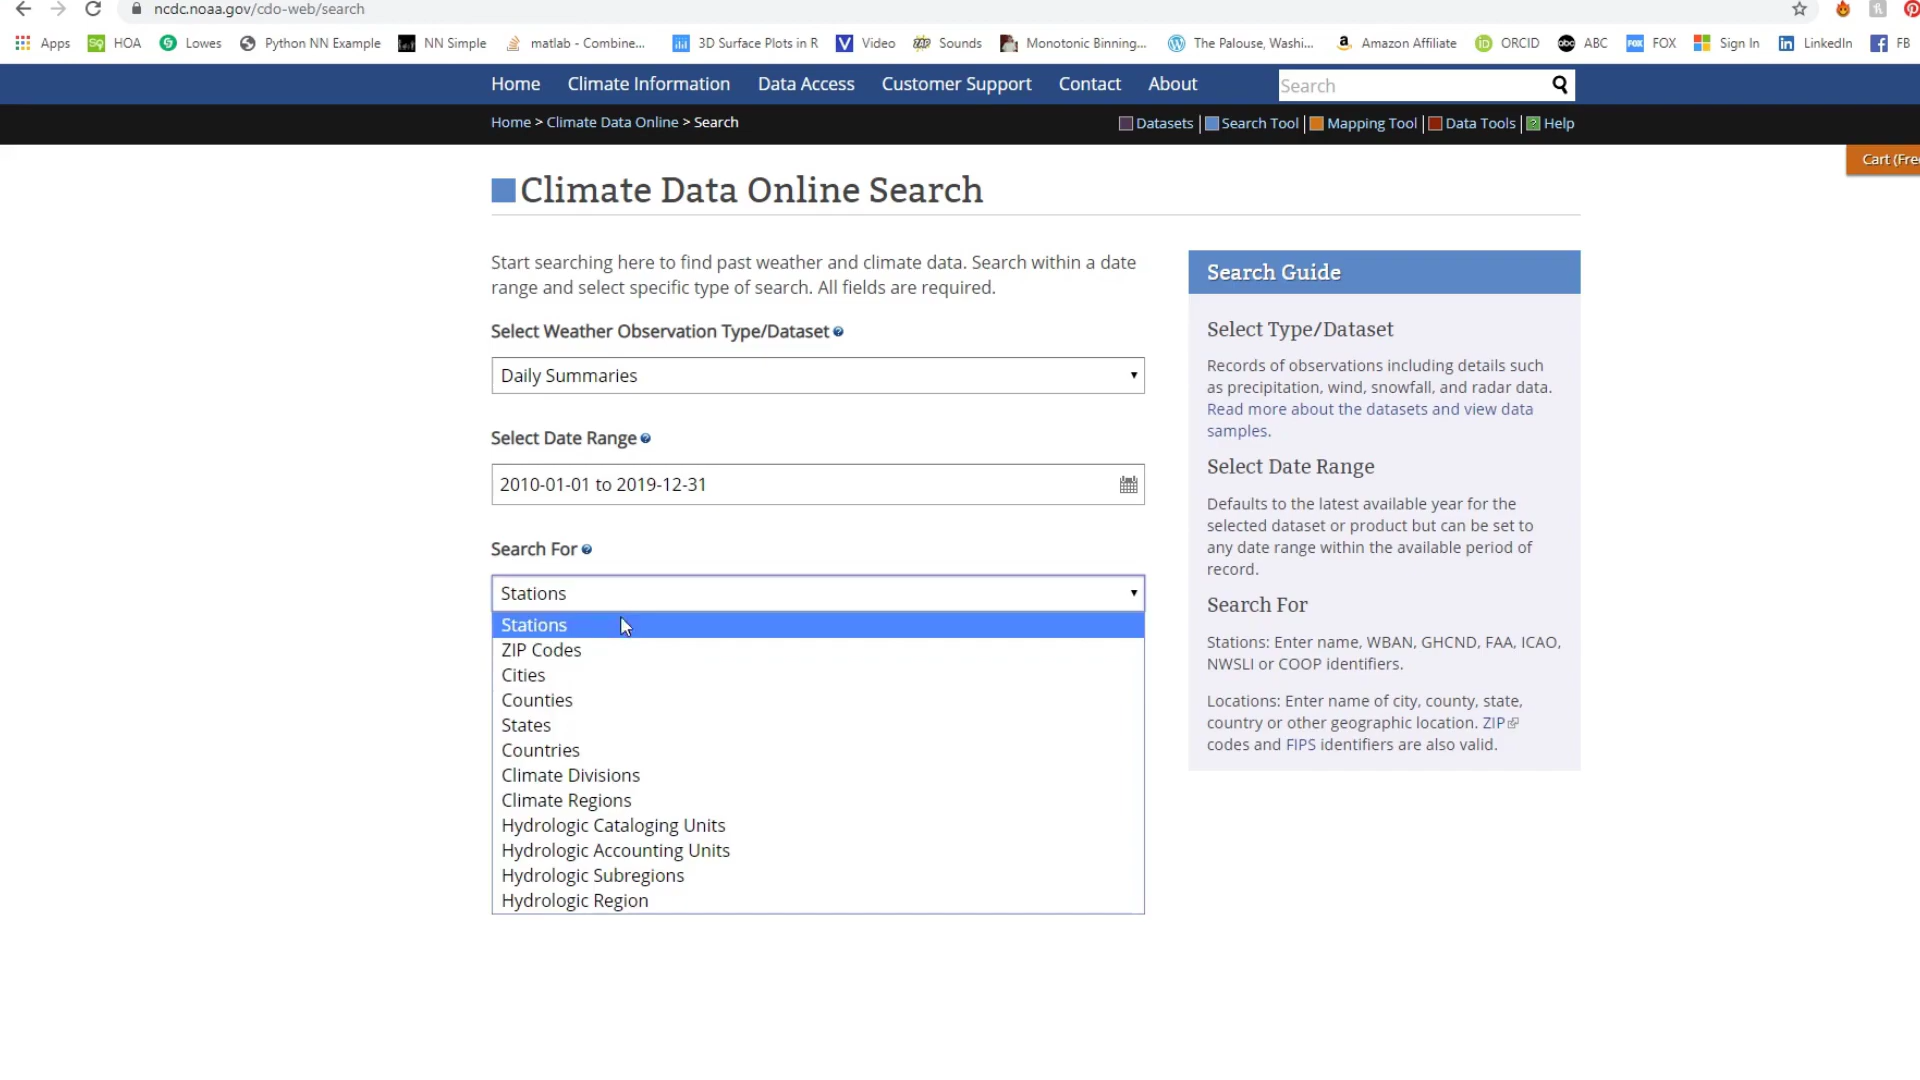 ncdc.noaa.gov/cdo-web/search
Apps HOA Lowes Python NN Example NN Simple matlab - Combine... 3D Surface Plots in R Video Sounds Monotonic Binning... The Palouse, Washi... Amazon Affiliate ORCID ABC FOX Sign In LinkedIn FB
Home Climate Information Data Access Customer Support Contact About Search
Home > Climate Data Online > Search Datasets | Search Tool | Mapping Tool | Data Tools | Help
Cart (Fre
Climate Data Online Search
Start searching here to find past weather and climate data. Search within a date
range and select specific type of search. All fields are required.
Select Weather Observation Type/Dataset
Daily Summaries
Select Date Range
2010-01-01 to 2019-12-31
Search For
Stations
Stations
ZIP Codes
Cities
Counties
States
Countries
Climate Divisions
Climate Regions
Hydrologic Cataloging Units
Hydrologic Accounting Units
Hydrologic Subregions
Hydrologic Region
Search Guide
Select Type/Dataset
Records of observations including details such
as precipitation, wind, snowfall, and radar data.
Read more about the datasets and view data
samples.
Select Date Range
Defaults to the latest available year for the
selected dataset or product but can be set to
any date range within the available period of
record.
Search For
Stations: Enter name, WBAN, GHCND, FAA, ICAO,
NWSLI or COOP identifiers.
Locations: Enter name of city, county, state,
country or other geographic location. ZIP
codes and FIPS identifiers are also valid.